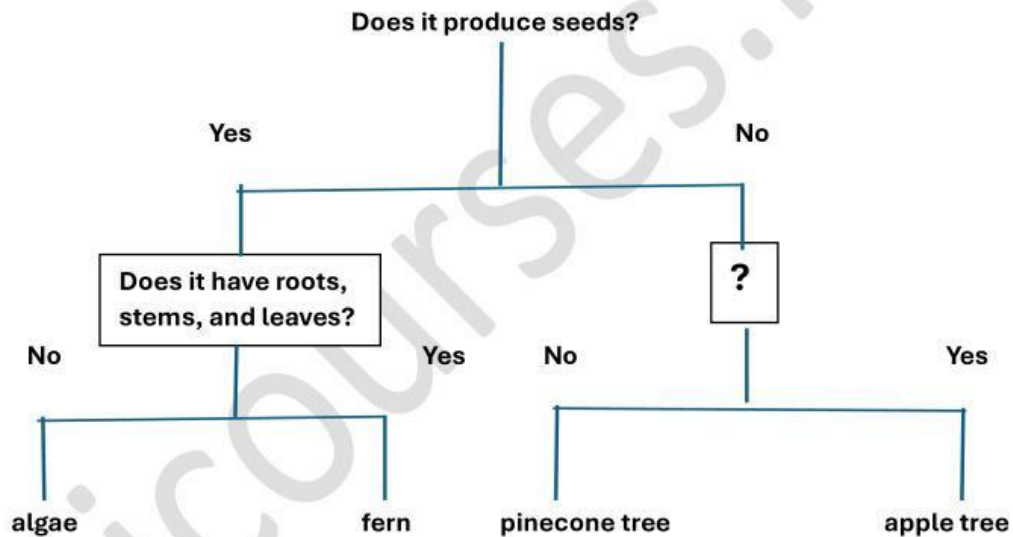 Does it produce seeds?
Yes
No
Does it have roots,
stems, and leaves?
?
No
Yes
No
Yes
algae
fern
pinecone tree
apple tree